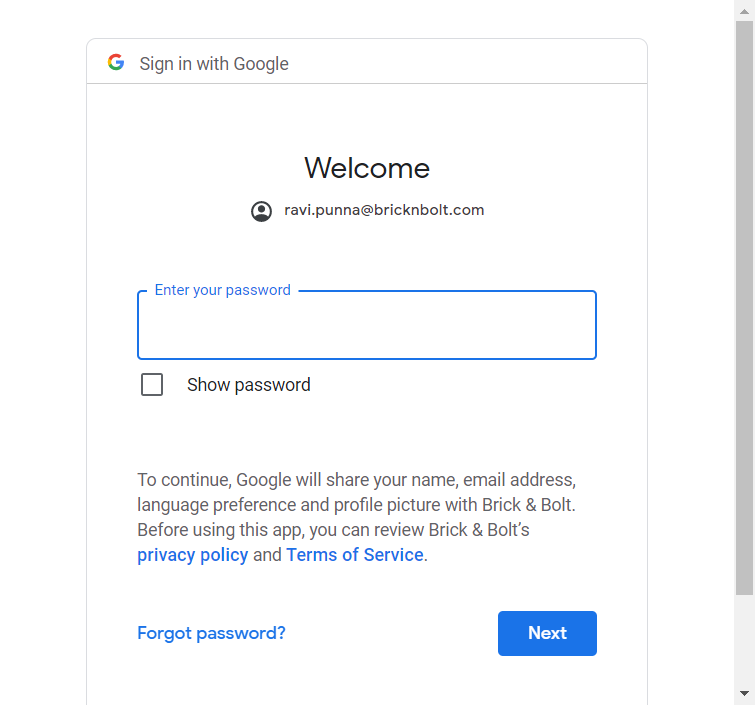 Sign in with Google
Welcome
ravi.punna@bricknbolt.com
Enter your password
Show password
To continue, Google will share your name, email address,
language preference and profile picture with Brick & Bolt.
Before using this app, you can review Brick & Bolt’s
privacy policy and Terms of Service.
Forgot password?
Next